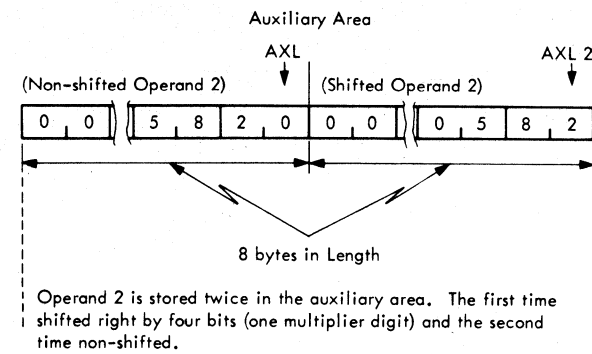 Auxiliary Area
AXL AXL 2
(Non-shifted Operand 2) (Shifted Operand 2)
0 0 5 8 2 0 0 0 0 5 8 2
8 bytes in Length
Operand 2 is stored twice in the auxiliary area. The first time
shifted right by four bits (one multiplier digit) and the second
time non-shifted.